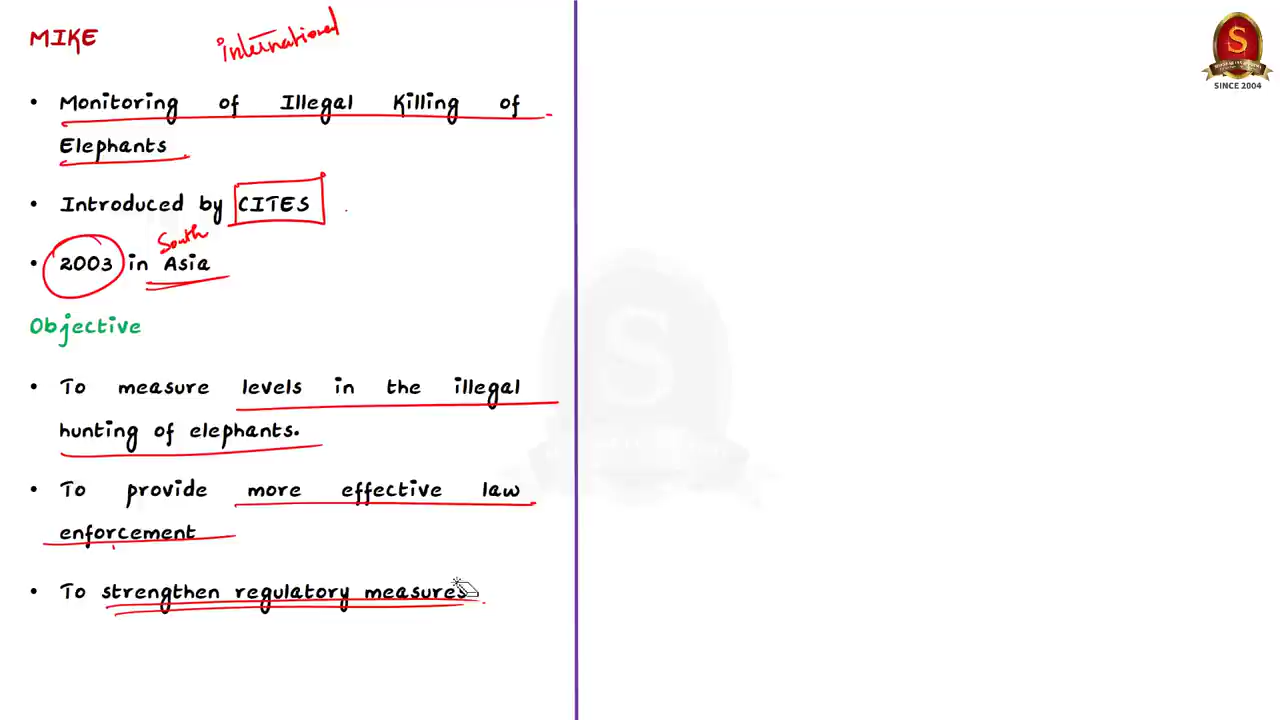 MIKE
international
• Monitoring of Illegal Killing of
Elephants
• Introduced by CITES
South
• 2003 in Asia
Objective
• To measure levels in the illegal
hunting of elephants.
• To provide more effective law
enforcement
• To strengthen regulatory measures
S
SINCE 2004